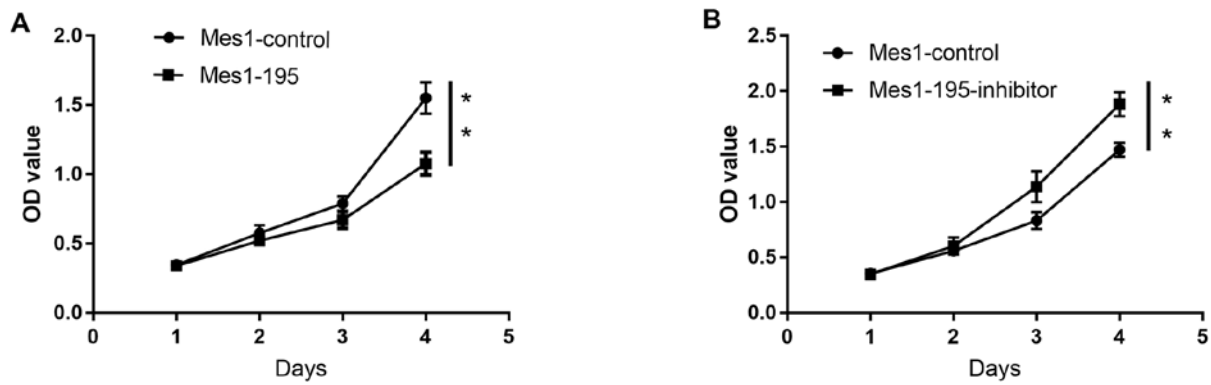 A
2.0
1.5
1.0
0.5
0.0
OD value
Mes1-control
Mes1-195
*
*
0 1 2 3 4 5
Days
B
2.5
2.0
1.5
1.0
0.5
0.0
OD value
Mes1-control
Mes1-195-inhibitor
*
*
0 1 2 3 4 5
Days